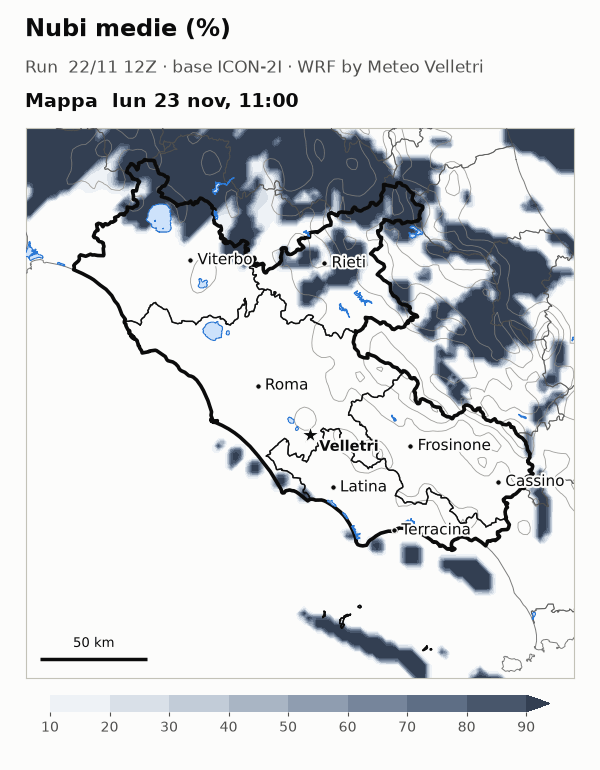 Nubi medie (%)
Run  22/11 12Z · base ICON-2I · WRF by Meteo Velletri
Mappa  lun 23 nov, 11:00
Viterbo
Rieti
Roma
Velletri
Frosinone
Latina
Cassino
Terracina
50 km
10 20 30 40 50 60 70 80 90